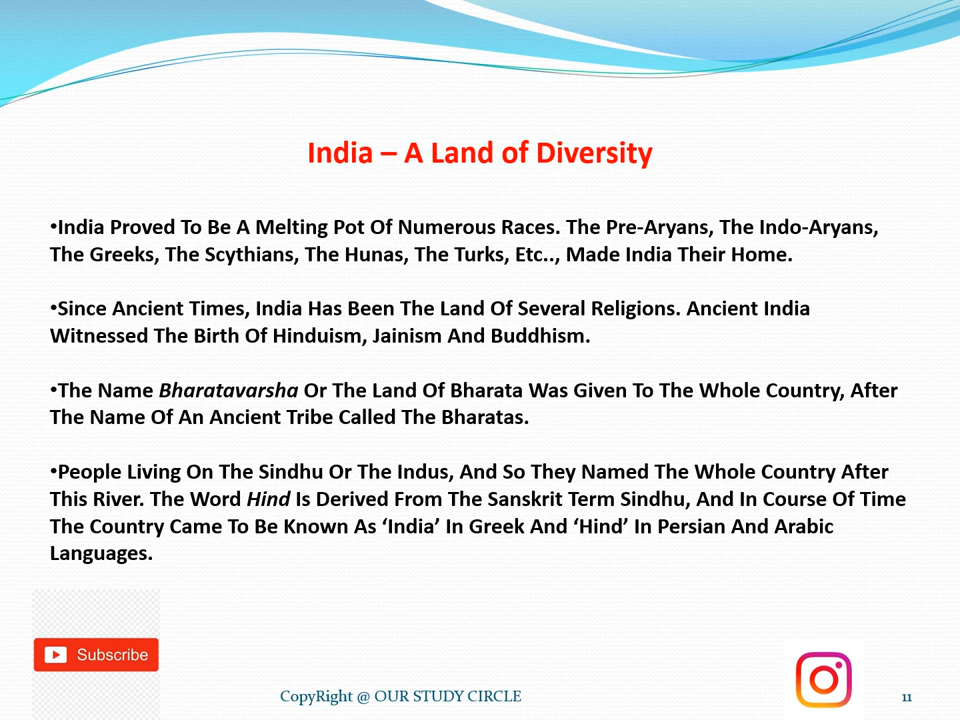 India – A Land of Diversity
•India Proved To Be A Melting Pot Of Numerous Races. The Pre-Aryans, The Indo-Aryans,
The Greeks, The Scythians, The Hunas, The Turks, Etc.., Made India Their Home.
•Since Ancient Times, India Has Been The Land Of Several Religions. Ancient India
Witnessed The Birth Of Hinduism, Jainism And Buddhism.
•The Name Bharatavarsha Or The Land Of Bharata Was Given To The Whole Country, After
The Name Of An Ancient Tribe Called The Bharatas.
•People Living On The Sindhu Or The Indus, And So They Named The Whole Country After
This River. The Word Hind Is Derived From The Sanskrit Term Sindhu, And In Course Of Time
The Country Came To Be Known As ‘India’ In Greek And ‘Hind’ In Persian And Arabic
Languages.
Subscribe
CopyRight @ OUR STUDY CIRCLE
11